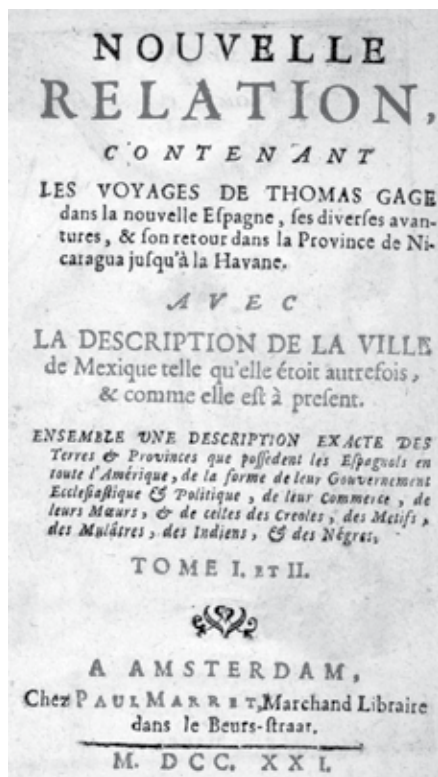 NOUVELLE
RELATION,
CONTENANT
LES VOYAGES DE THOMAS GAGE
dans la nouvelle Eſpagne, ſes diverſes avan-
tures, & ſon retour dans la Province de Ni-
caragua juſqu'à la Havane.
AVEC
LA DESCRIPTION DE LA VILLE
de Mexique telle qu'elle étoit autrefois,
& comme elle eſt à preſent.
ENSEMBLE UNE DESCRIPTION EXACTE DES
Terres & Provinces que poſſedent les Eſpagnols en
toute l'Amérique, de la forme de leur Gouvernement
Eccleſiaſtique & Politique, de leur Commerce, de
leurs Mœurs, & de celles des Creoles, des Metifs,
des Mulâtres, des Indiens, & des Négres.
TOME I. ET II.
A AMSTERDAM,
Chez PAUL MARRET, Marchand Libraire
dans le Beurs-ſtraat.
M. DCC. XXI.